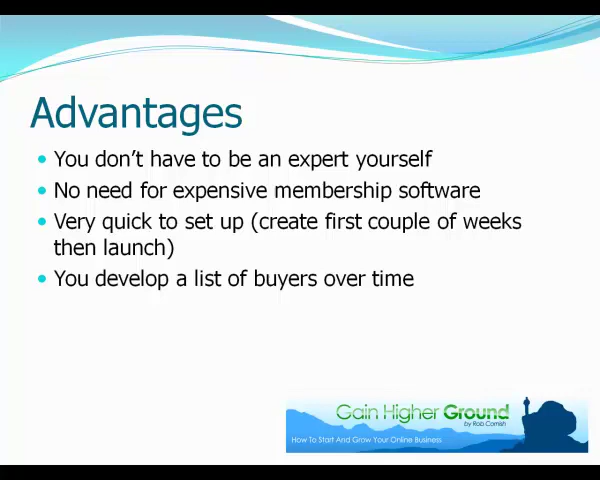 Advantages
• You don't have to be an expert yourself
• No need for expensive membership software
• Very quick to set up (create first couple of weeks
then launch)
• You develop a list of buyers over time
Gain Higher Ground
by Rob Cornish
How To Start And Grow Your Online Business